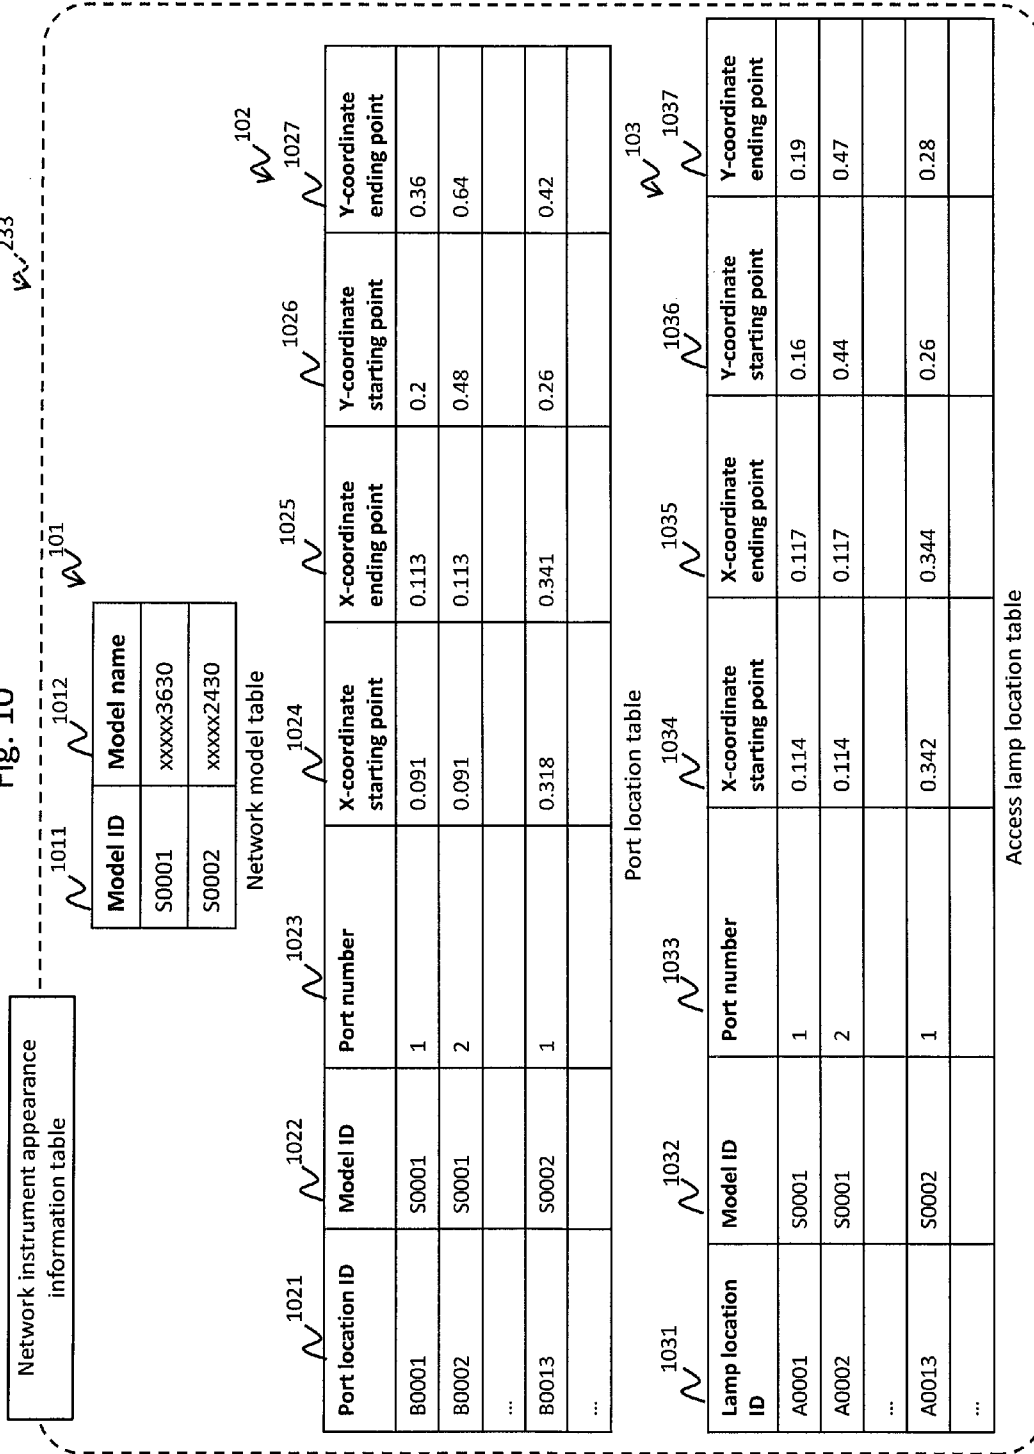 Fig. 10
233
Network instrument appearance
information table
1011
1012
101
Model ID Model name
S0001 xxxxx3630
S0002 xxxxx2430
Network model table
102
1021 1022 1023 1024 1025 1026 1027
Port location ID Model ID Port number X-coordinate starting point X-coordinate ending point Y-coordinate starting point Y-coordinate ending point
B0001 S0001 1 0.091 0.113 0.2 0.36
B0002 S0001 2 0.091 0.113 0.48 0.64
...
B0013 S0002 1 0.318 0.341 0.26 0.42
...
Port location table
103
1031 1032 1033 1034 1035 1036 1037
Lamp location ID Model ID Port number X-coordinate starting point X-coordinate ending point Y-coordinate starting point Y-coordinate ending point
A0001 S0001 1 0.114 0.117 0.16 0.19
A0002 S0001 2 0.114 0.117 0.44 0.47
...
A0013 S0002 1 0.342 0.344 0.26 0.28
...
Access lamp location table